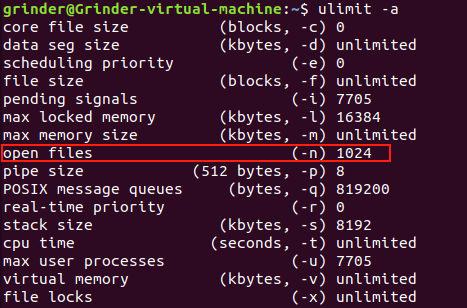 grinder@Grinder-virtual-machine:~$ ulimit -a
core file size (blocks, -c) 0
data seg size (kbytes, -d) unlimited
scheduling priority (-e) 0
file size (blocks, -f) unlimited
pending signals (-i) 7705
max locked memory (kbytes, -l) 16384
max memory size (kbytes, -m) unlimited
open files (-n) 1024
pipe size (512 bytes, -p) 8
POSIX message queues (bytes, -q) 819200
real-time priority (-r) 0
stack size (kbytes, -s) 8192
cpu time (seconds, -t) unlimited
max user processes (-u) 7705
virtual memory (kbytes, -v) unlimited
file locks (-x) unlimited